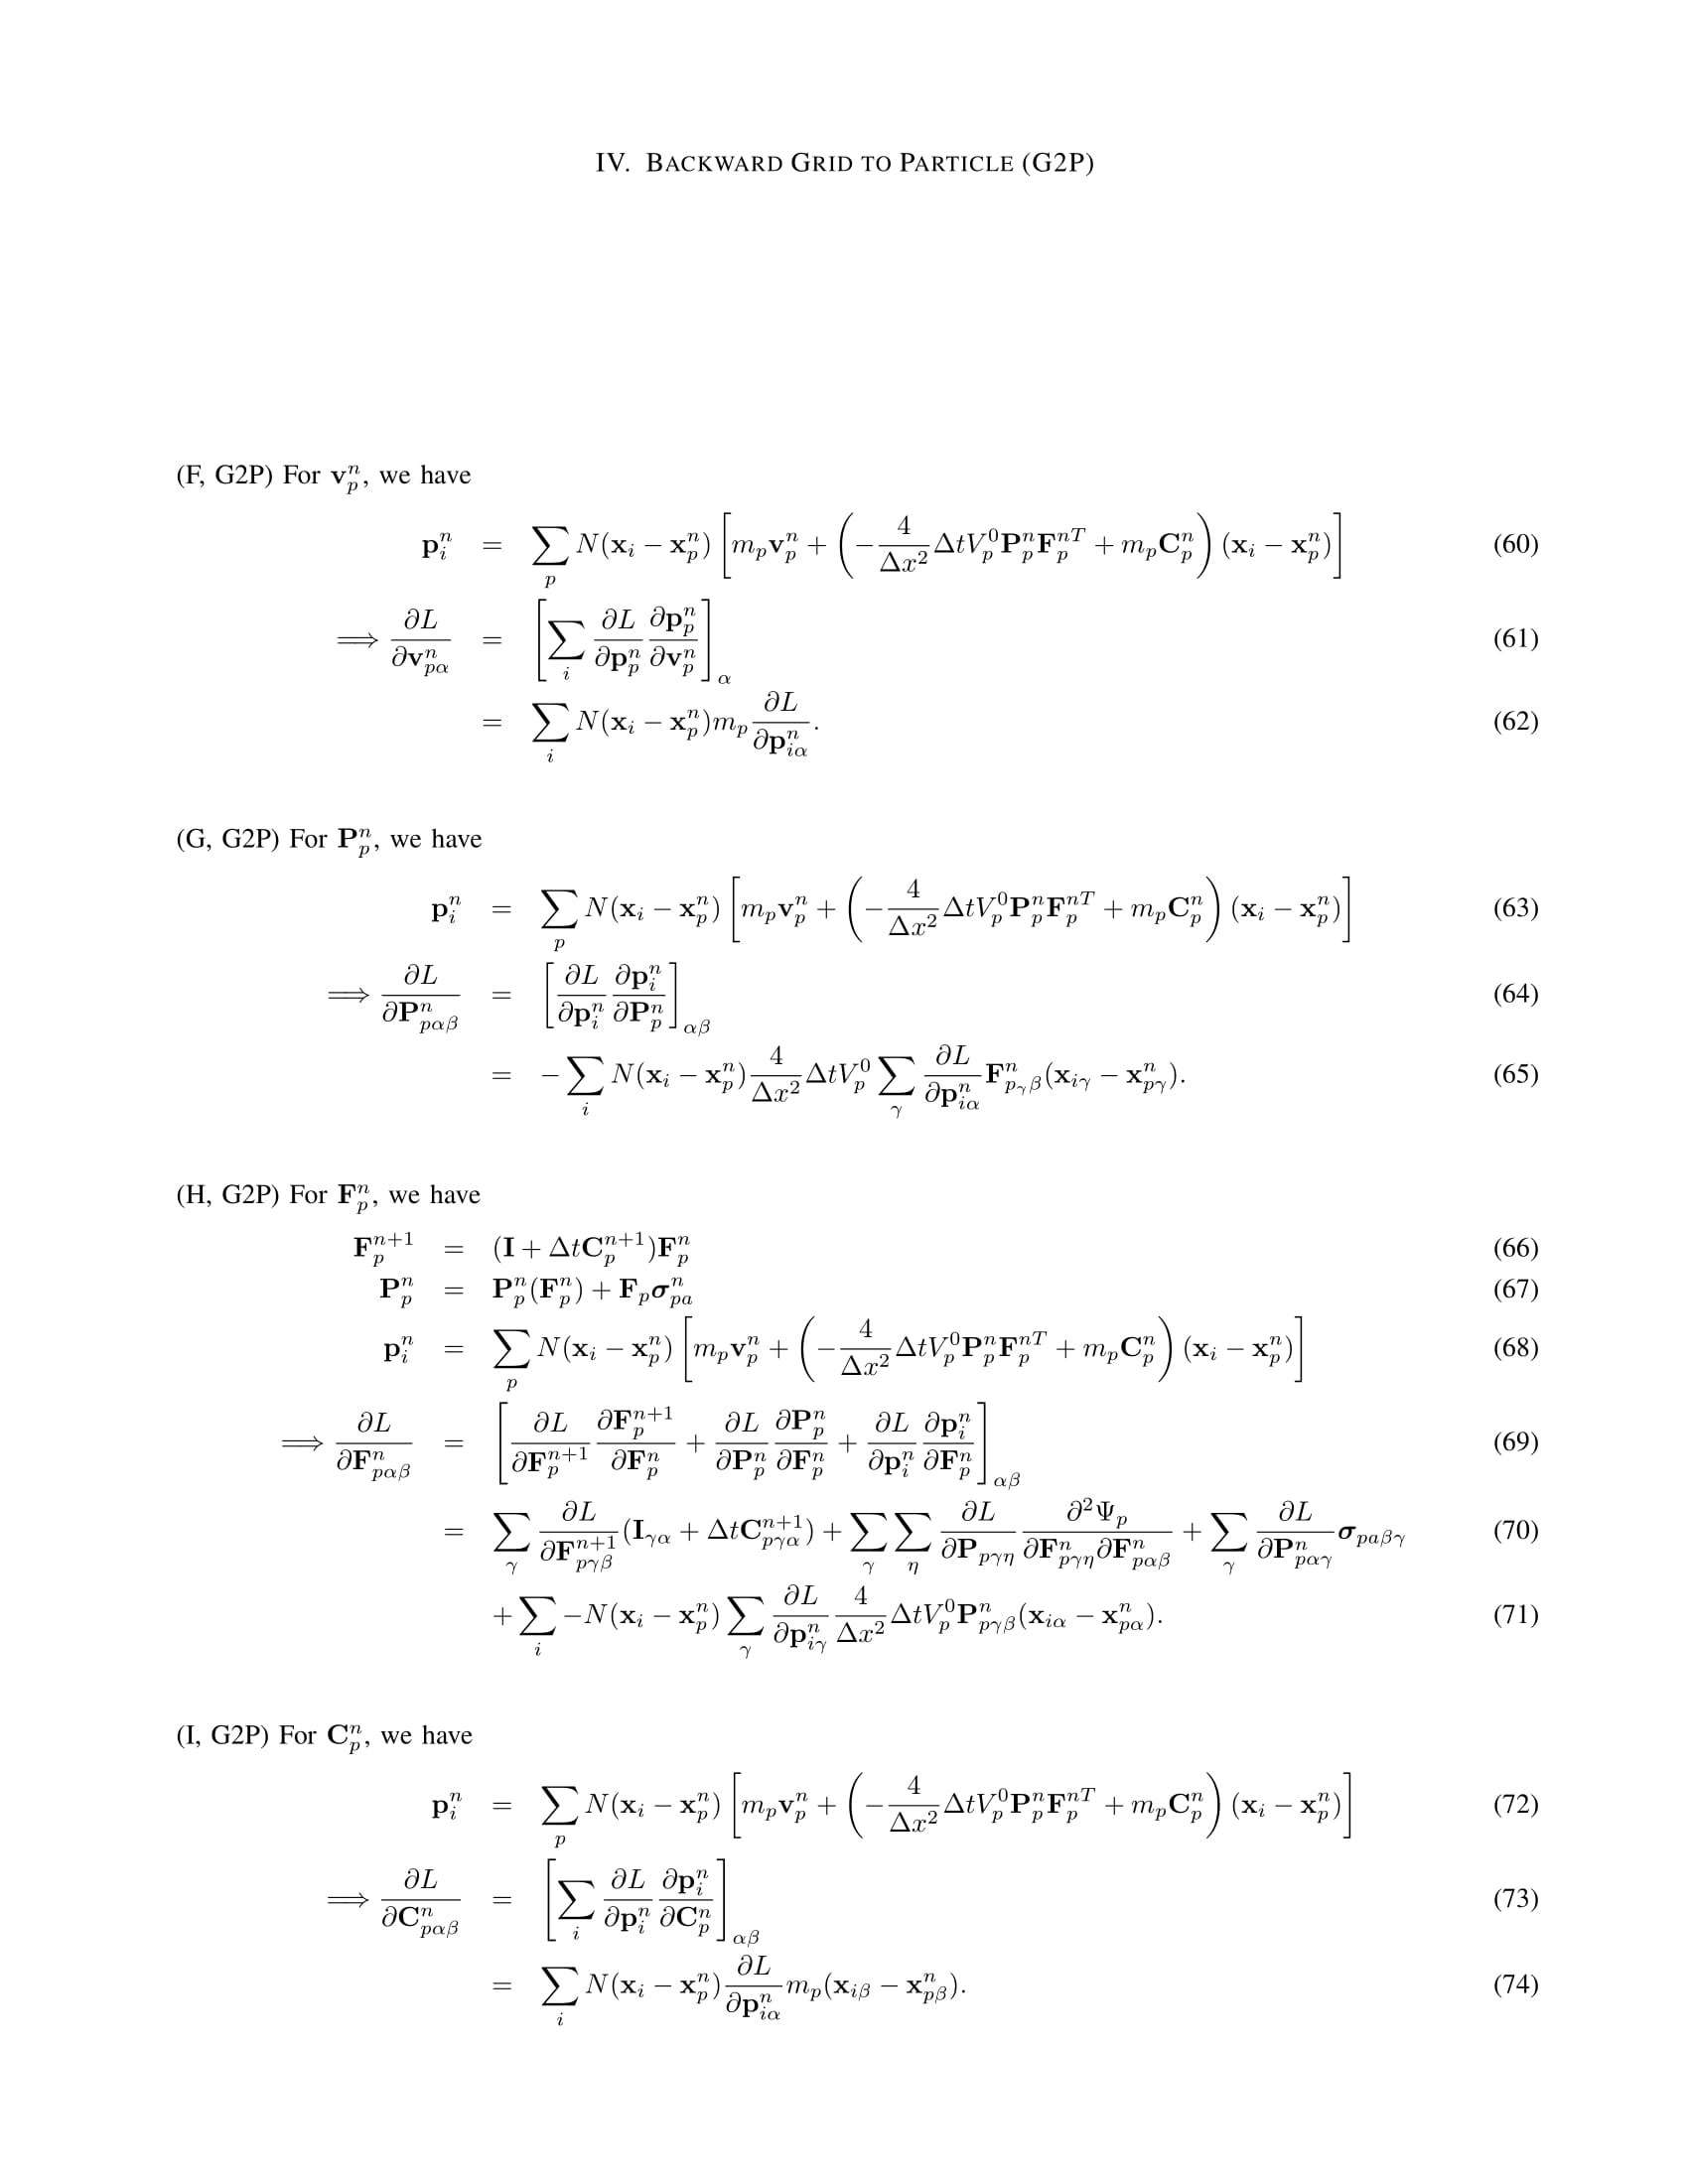 IV. BACKWARD GRID TO PARTICLE (G2P)
(F, G2P) For $\mathbf{v}_p^n$, we have
$\mathbf{p}_i^n = \sum_p N(\mathbf{x}_i - \mathbf{x}_p^n) \left[ m_p \mathbf{v}_p^n + \left( -\frac{4}{\Delta x^2} \Delta t V_p^0 \mathbf{P}_p^n \mathbf{F}_p^{nT} + m_p \mathbf{C}_p^n \right) (\mathbf{x}_i - \mathbf{x}_p^n) \right]$ (60)
$\Longrightarrow \frac{\partial L}{\partial \mathbf{v}_{p\alpha}^n} = \left[ \sum_i \frac{\partial L}{\partial \mathbf{p}_p^n} \frac{\partial \mathbf{p}_p^n}{\partial \mathbf{v}_p^n} \right]_\alpha$ (61)
$= \sum_i N(\mathbf{x}_i - \mathbf{x}_p^n) m_p \frac{\partial L}{\partial \mathbf{p}_{i\alpha}^n}.$ (62)
(G, G2P) For $\mathbf{P}_p^n$, we have
$\mathbf{p}_i^n = \sum_p N(\mathbf{x}_i - \mathbf{x}_p^n) \left[ m_p \mathbf{v}_p^n + \left( -\frac{4}{\Delta x^2} \Delta t V_p^0 \mathbf{P}_p^n \mathbf{F}_p^{nT} + m_p \mathbf{C}_p^n \right) (\mathbf{x}_i - \mathbf{x}_p^n) \right]$ (63)
$\Longrightarrow \frac{\partial L}{\partial \mathbf{P}_{p\alpha\beta}^n} = \left[ \frac{\partial L}{\partial \mathbf{p}_i^n} \frac{\partial \mathbf{p}_i^n}{\partial \mathbf{P}_p^n} \right]_{\alpha\beta}$ (64)
$= -\sum_i N(\mathbf{x}_i - \mathbf{x}_p^n) \frac{4}{\Delta x^2} \Delta t V_p^0 \sum_\gamma \frac{\partial L}{\partial \mathbf{p}_{i\alpha}^n} \mathbf{F}_{p_\gamma\beta}^n (\mathbf{x}_{i\gamma} - \mathbf{x}_{p\gamma}^n).$ (65)
(H, G2P) For $\mathbf{F}_p^n$, we have
$\mathbf{F}_p^{n+1} = (\mathbf{I} + \Delta t \mathbf{C}_p^{n+1}) \mathbf{F}_p^n$ (66)
$\mathbf{P}_p^n = \mathbf{P}_p^n(\mathbf{F}_p^n) + \mathbf{F}_p \boldsymbol{\sigma}_{pa}^n$ (67)
$\mathbf{p}_i^n = \sum_p N(\mathbf{x}_i - \mathbf{x}_p^n) \left[ m_p \mathbf{v}_p^n + \left( -\frac{4}{\Delta x^2} \Delta t V_p^0 \mathbf{P}_p^n \mathbf{F}_p^{nT} + m_p \mathbf{C}_p^n \right) (\mathbf{x}_i - \mathbf{x}_p^n) \right]$ (68)
$\Longrightarrow \frac{\partial L}{\partial \mathbf{F}_{p\alpha\beta}^n} = \left[ \frac{\partial L}{\partial \mathbf{F}_p^{n+1}} \frac{\partial \mathbf{F}_p^{n+1}}{\partial \mathbf{F}_p^n} + \frac{\partial L}{\partial \mathbf{P}_p^n} \frac{\partial \mathbf{P}_p^n}{\partial \mathbf{F}_p^n} + \frac{\partial L}{\partial \mathbf{p}_i^n} \frac{\partial \mathbf{p}_i^n}{\partial \mathbf{F}_p^n} \right]_{\alpha\beta}$ (69)
$= \sum_\gamma \frac{\partial L}{\partial \mathbf{F}_{p\gamma\beta}^{n+1}} (\mathbf{I}_{\gamma\alpha} + \Delta t \mathbf{C}_{p\gamma\alpha}^{n+1}) + \sum_\gamma \sum_\eta \frac{\partial L}{\partial \mathbf{P}_{p\gamma\eta}} \frac{\partial^2 \Psi_p}{\partial \mathbf{F}_{p\gamma\eta}^n \partial \mathbf{F}_{p\alpha\beta}^n} + \sum_\gamma \frac{\partial L}{\partial \mathbf{P}_{p\alpha\gamma}^n} \boldsymbol{\sigma}_{pa\beta\gamma}$ (70)
$+ \sum_i -N(\mathbf{x}_i - \mathbf{x}_p^n) \sum_\gamma \frac{\partial L}{\partial \mathbf{p}_{i\gamma}^n} \frac{4}{\Delta x^2} \Delta t V_p^0 \mathbf{P}_{p\gamma\beta}^n (\mathbf{x}_{i\alpha} - \mathbf{x}_{p\alpha}^n).$ (71)
(I, G2P) For $\mathbf{C}_p^n$, we have
$\mathbf{p}_i^n = \sum_p N(\mathbf{x}_i - \mathbf{x}_p^n) \left[ m_p \mathbf{v}_p^n + \left( -\frac{4}{\Delta x^2} \Delta t V_p^0 \mathbf{P}_p^n \mathbf{F}_p^{nT} + m_p \mathbf{C}_p^n \right) (\mathbf{x}_i - \mathbf{x}_p^n) \right]$ (72)
$\Longrightarrow \frac{\partial L}{\partial \mathbf{C}_{p\alpha\beta}^n} = \left[ \sum_i \frac{\partial L}{\partial \mathbf{p}_i^n} \frac{\partial \mathbf{p}_i^n}{\partial \mathbf{C}_p^n} \right]_{\alpha\beta}$ (73)
$= \sum_i N(\mathbf{x}_i - \mathbf{x}_p^n) \frac{\partial L}{\partial \mathbf{p}_{i\alpha}^n} m_p (\mathbf{x}_{i\beta} - \mathbf{x}_{p\beta}^n).$ (74)